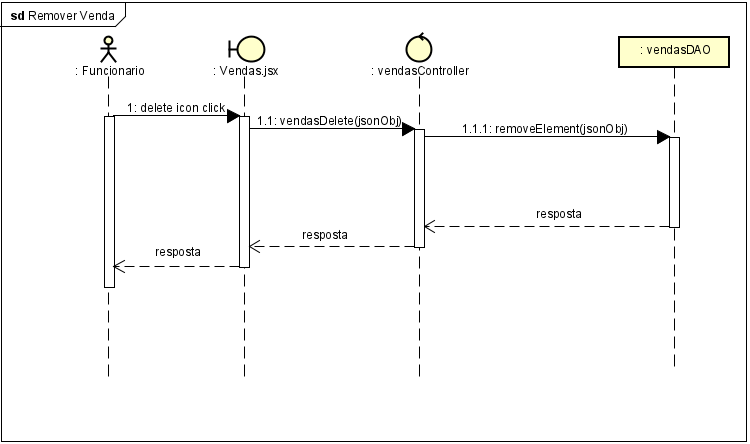 sd Remover Venda
: Funcionario
: Vendas.jsx
: vendasController
: vendasDAO
1: delete icon click
1.1: vendasDelete(jsonObj)
1.1.1: removeElement(jsonObj)
resposta
resposta
resposta